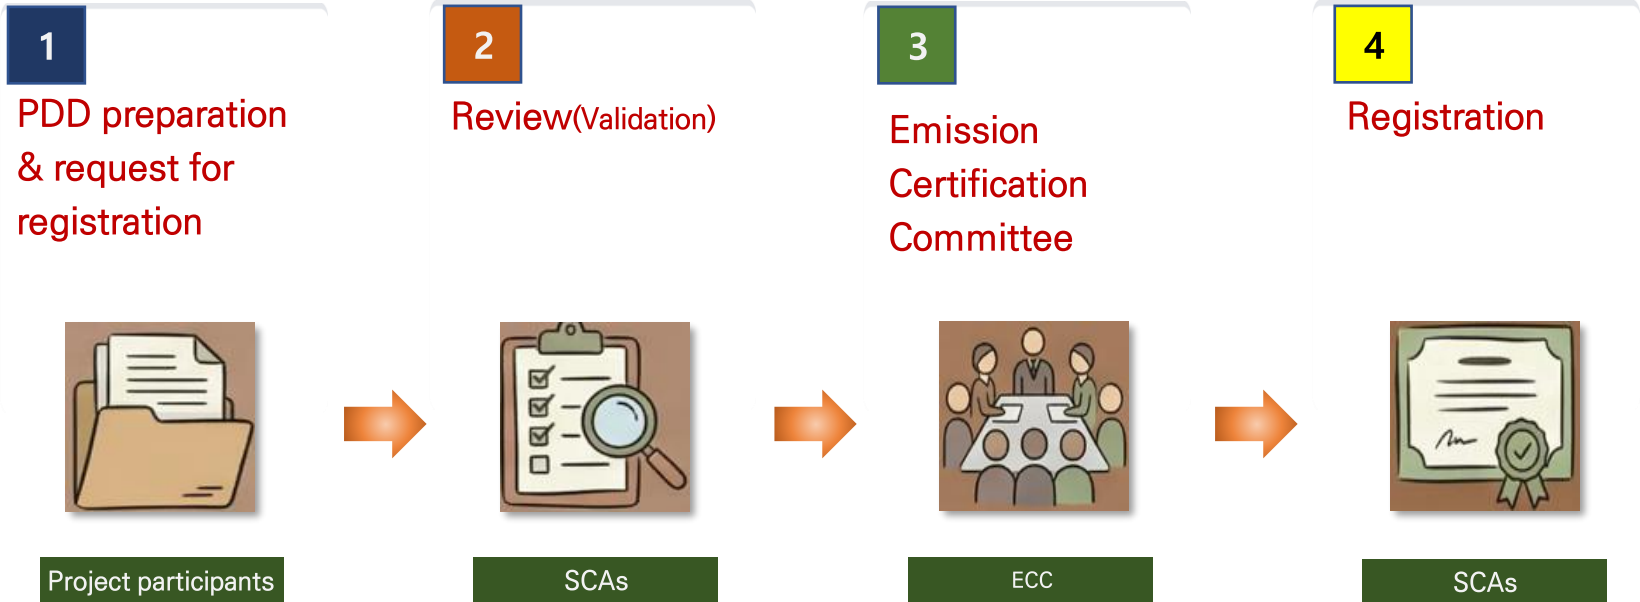 1
PDD preparation
& request for
registration
Project participants
2
Review(Validation)
SCAs
3
Emission
Certification
Committee
ECC
4
Registration
SCAs